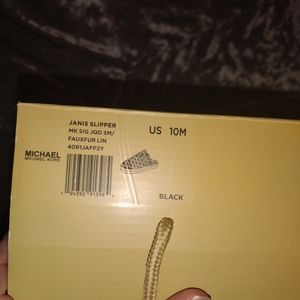 JANIS SLIPPER
MK SIG JQD SM/
FAUXFUR LIN
40R1JAFP2Y
US 10M
MICHAEL
MICHAEL KORS
BLACK